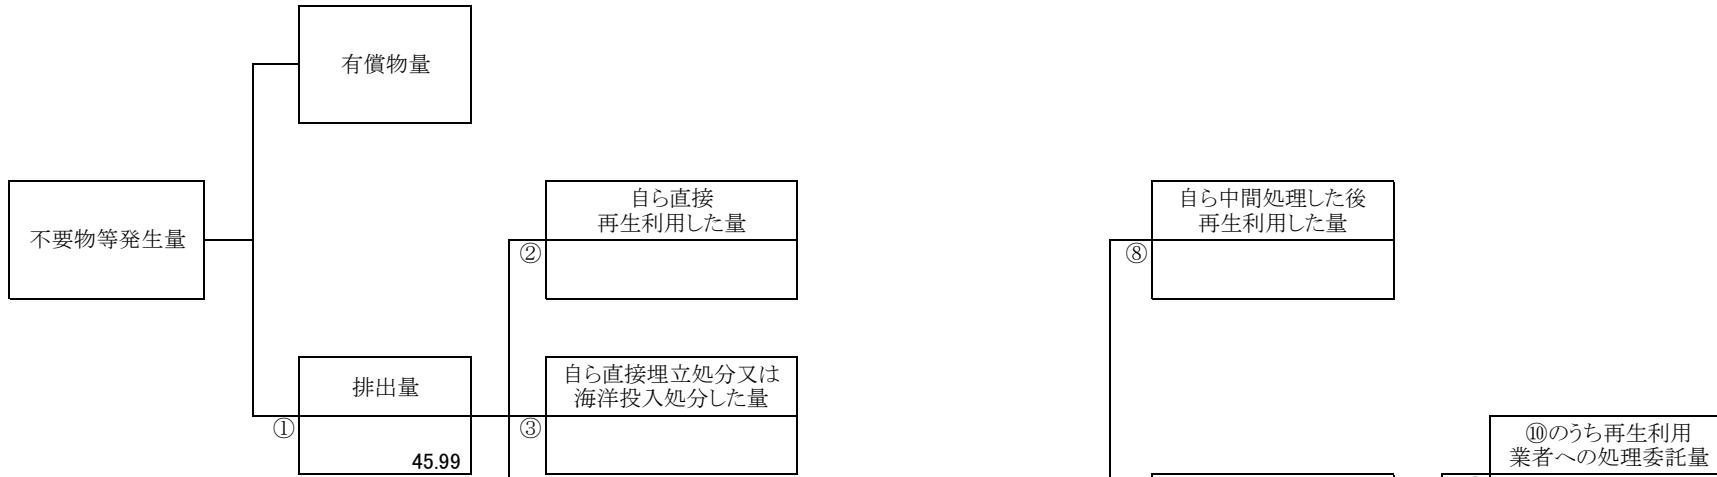 有償物量
不要物等発生量
自ら直接
再生利用した量
②
自ら中間処理した後
再生利用した量
⑧
排出量
①
45.99
自ら直接埋立処分又は
海洋投入処分した量
③
⑩のうち再生利用
業者への処理委託量